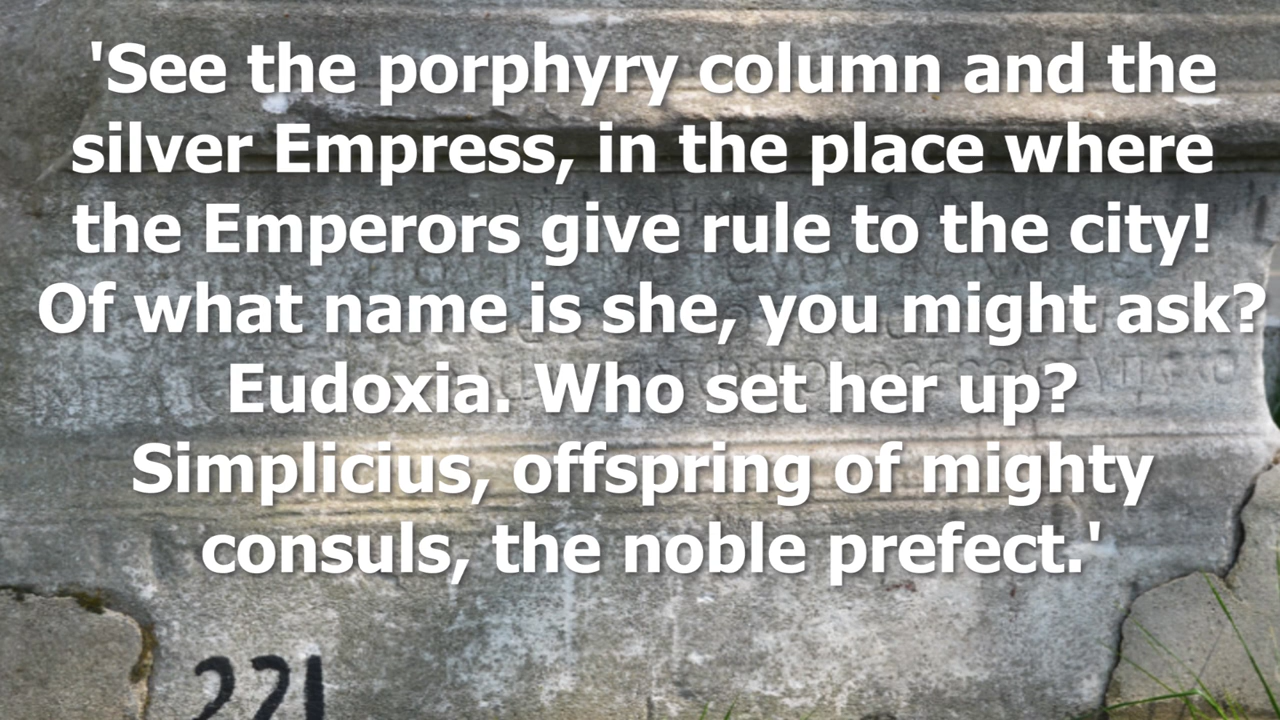 'See the porphyry column and the
silver Empress, in the place where
the Emperors give rule to the city!
Of what name is she, you might ask?
Eudoxia. Who set her up?
Simplicius, offspring of mighty
consuls, the noble prefect.'
221